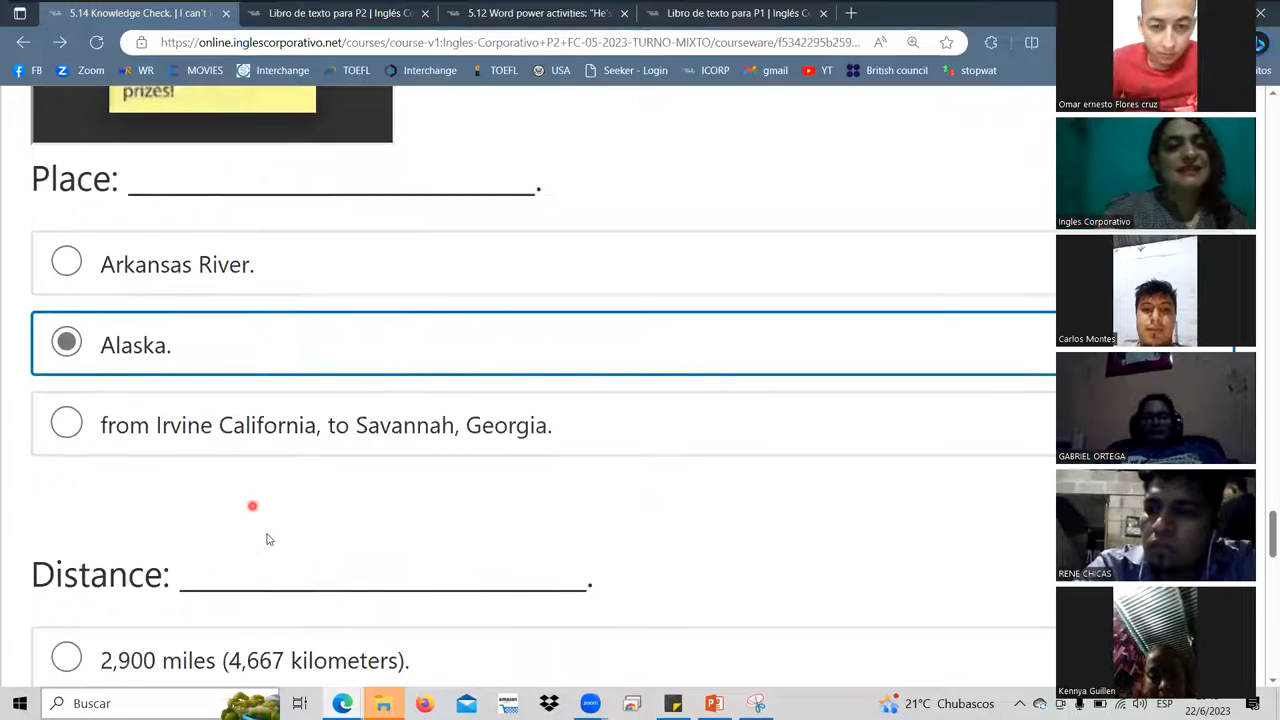 5.14 Knowledge Check: | I can't
Libro de texto para P2 | Inglés C
5.12 Word power activities: "He's
Libro de texto para P1 | Inglés C
https://online.inglescorporativo.net/courses/course-v1:Ingles-Corporativo+P2+FC-05-2023-TURNO-MIXTO/courseware/f5342295b259...
FB
Zoom
WR
MOVIES
Interchange
TOEFL
Interchange
TOEFL
USA
Seeker - Login
ICORP
gmail
YT
British council
stopwat
itos
prizes!
Place: ____________________.
Arkansas River.
Alaska.
from Irvine California, to Savannah, Georgia.
Distance: ____________________.
2,900 miles (4,667 kilometers).
Omar ernesto Flores cruz
Ingles Corporativo
Carlos Montes
GABRIEL ORTEGA
RENE CHICAS
Kennya Guillen
Buscar
21°C Chubascos
ESP
22/6/2023